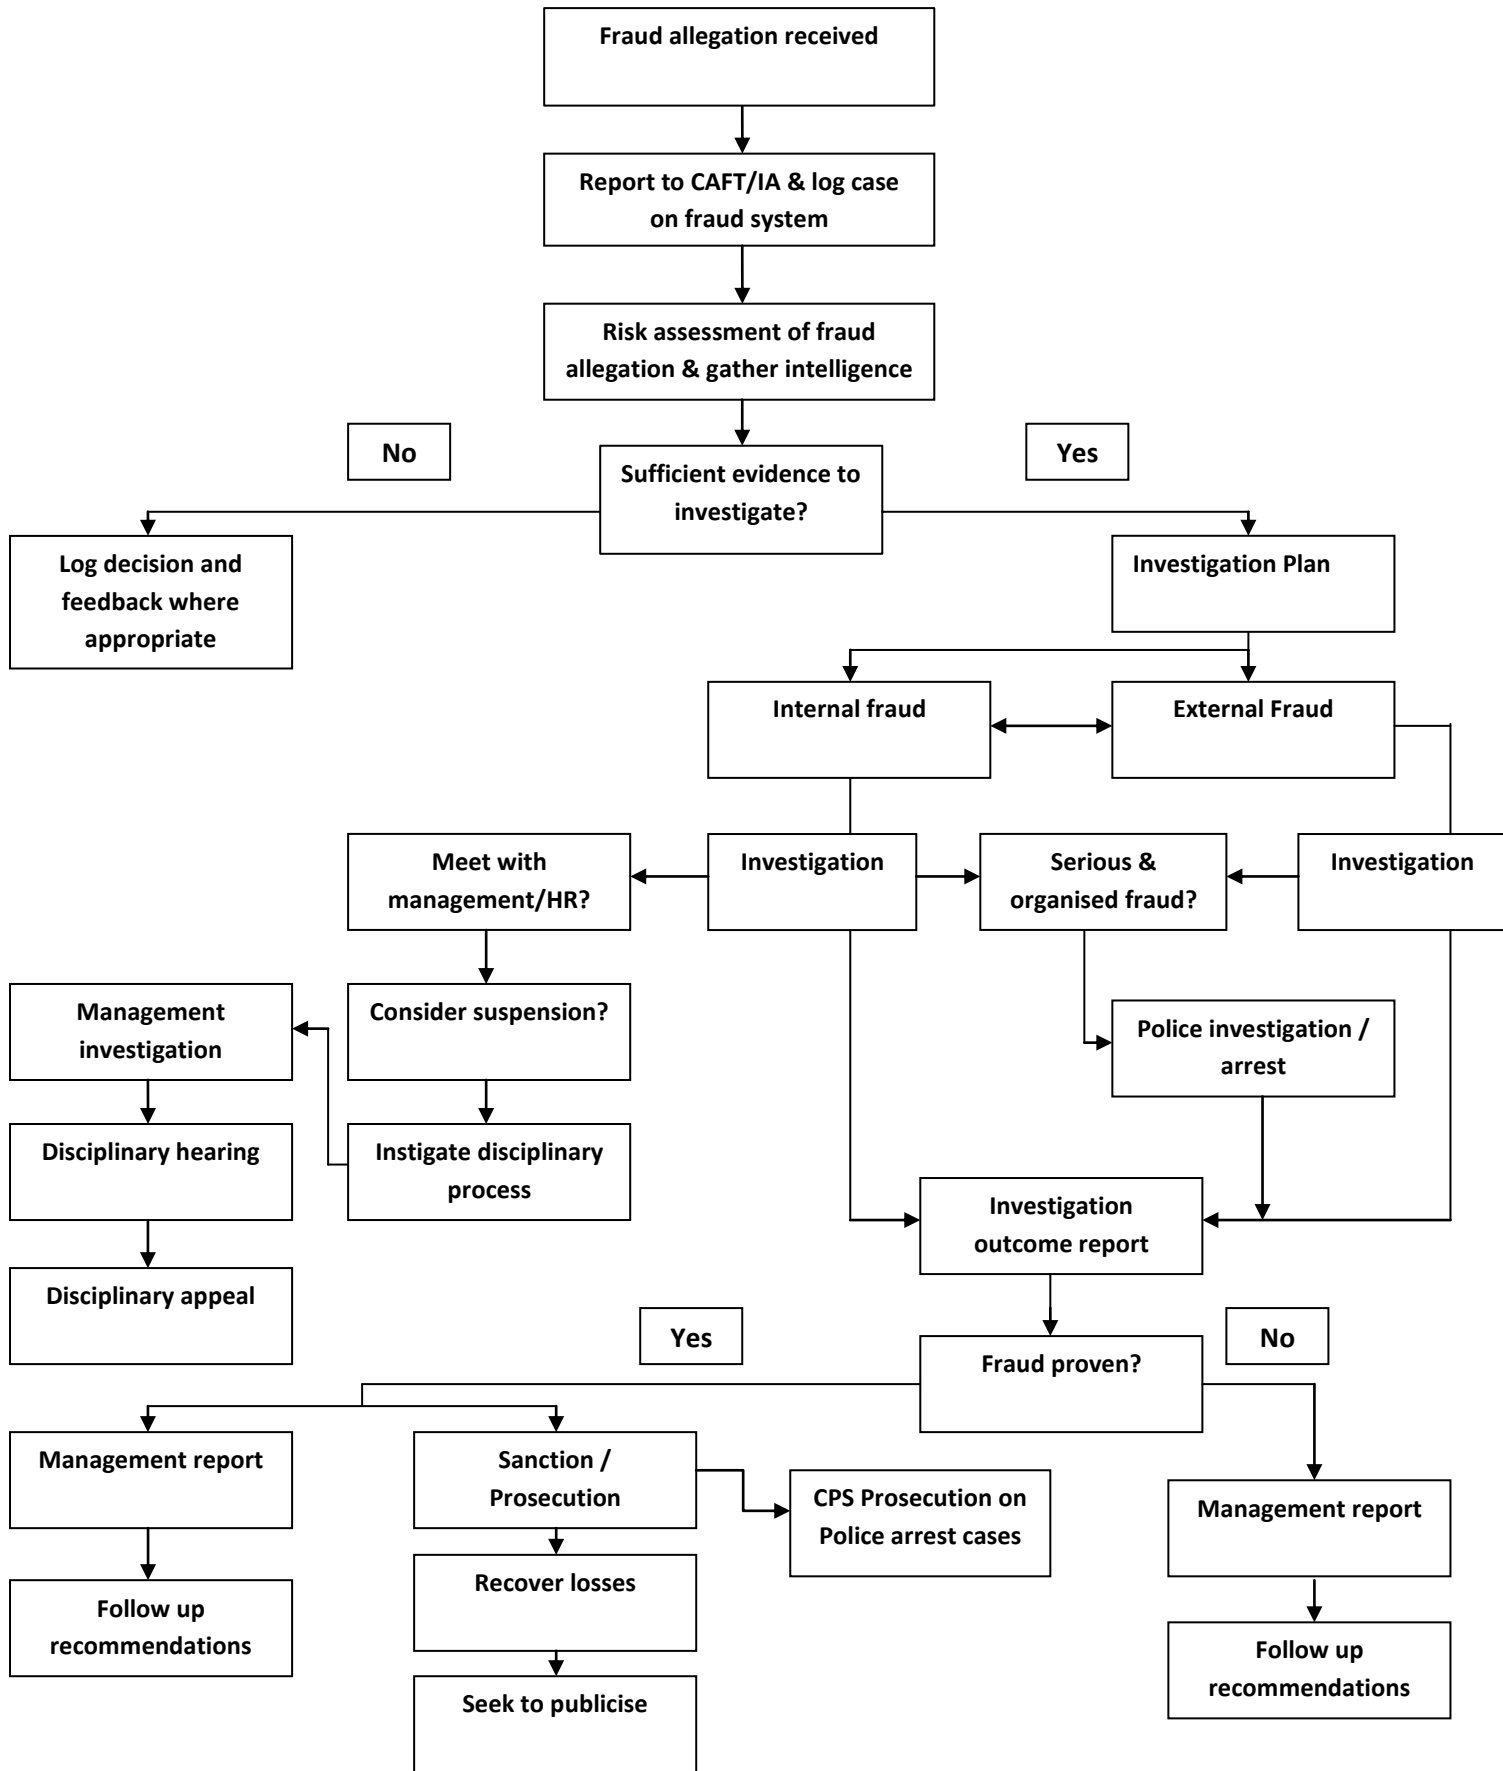 Fraud allegation received
Report to CAFT/IA & log case
on fraud system
Risk assessment of fraud
allegation & gather intelligence
No
Yes
Sufficient evidence to
investigate?
Log decision and
feedback where
appropriate
Investigation Plan
Internal fraud
External Fraud
Meet with
management/HR?
Investigation
Serious &
organised fraud?
Investigation
Management
investigation
Consider suspension?
Police investigation /
arrest
Disciplinary hearing
Instigate disciplinary
process
Investigation
outcome report
Disciplinary appeal
Yes
No
Fraud proven?
Management report
Sanction /
Prosecution
CPS Prosecution on
Police arrest cases
Management report
Recover losses
Follow up
recommendations
Follow up
recommendations
Seek to publicise